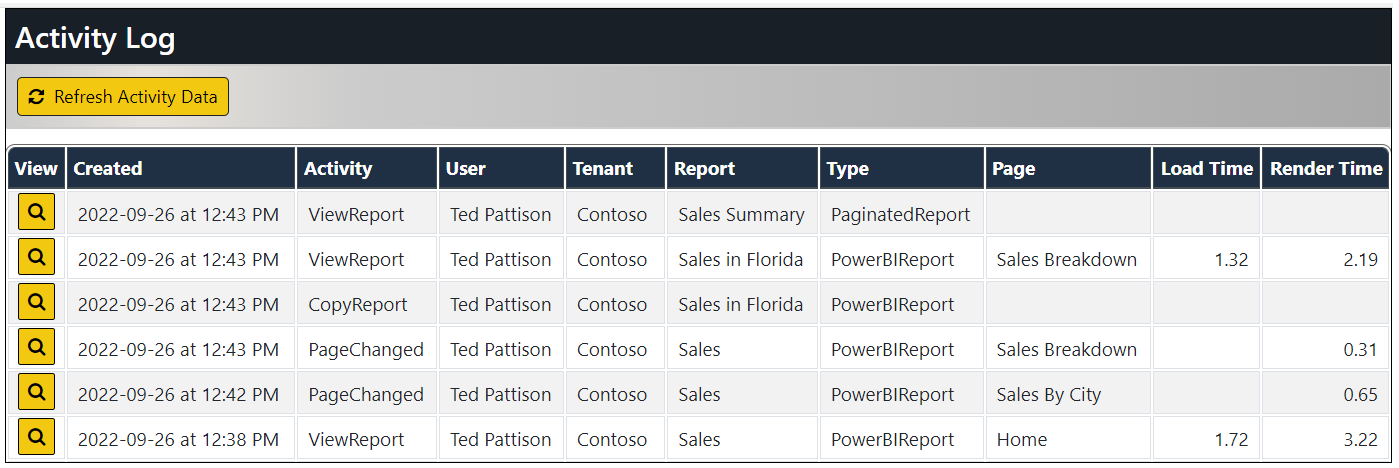 Activity Log
Refresh Activity Data
View Created Activity User Tenant Report Type Page Load Time Render Time
2022-09-26 at 12:43 PM ViewReport Ted Pattison Contoso Sales Summary PaginatedReport
2022-09-26 at 12:43 PM ViewReport Ted Pattison Contoso Sales in Florida PowerBIReport Sales Breakdown 1.32 2.19
2022-09-26 at 12:43 PM CopyReport Ted Pattison Contoso Sales in Florida PowerBIReport
2022-09-26 at 12:43 PM PageChanged Ted Pattison Contoso Sales PowerBIReport Sales Breakdown 0.31
2022-09-26 at 12:42 PM PageChanged Ted Pattison Contoso Sales PowerBIReport Sales By City 0.65
2022-09-26 at 12:38 PM ViewReport Ted Pattison Contoso Sales PowerBIReport Home 1.72 3.22